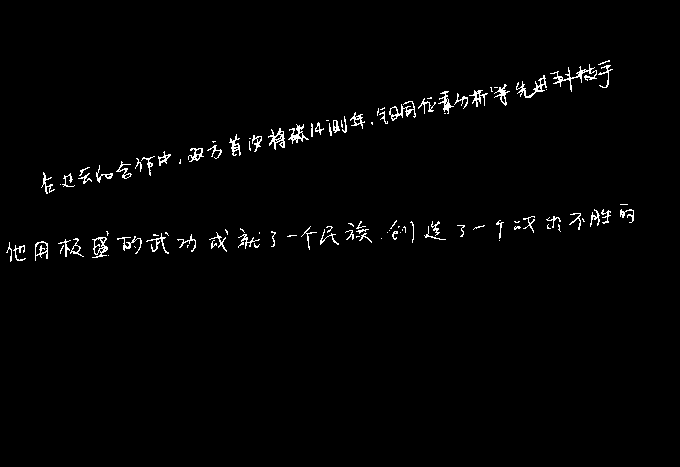 在过去的合作中，双方首次将碳14测年，铅同位素分析等先进科技手
他用极盛的武功成就了一个民族，创造了一个战出不胜的